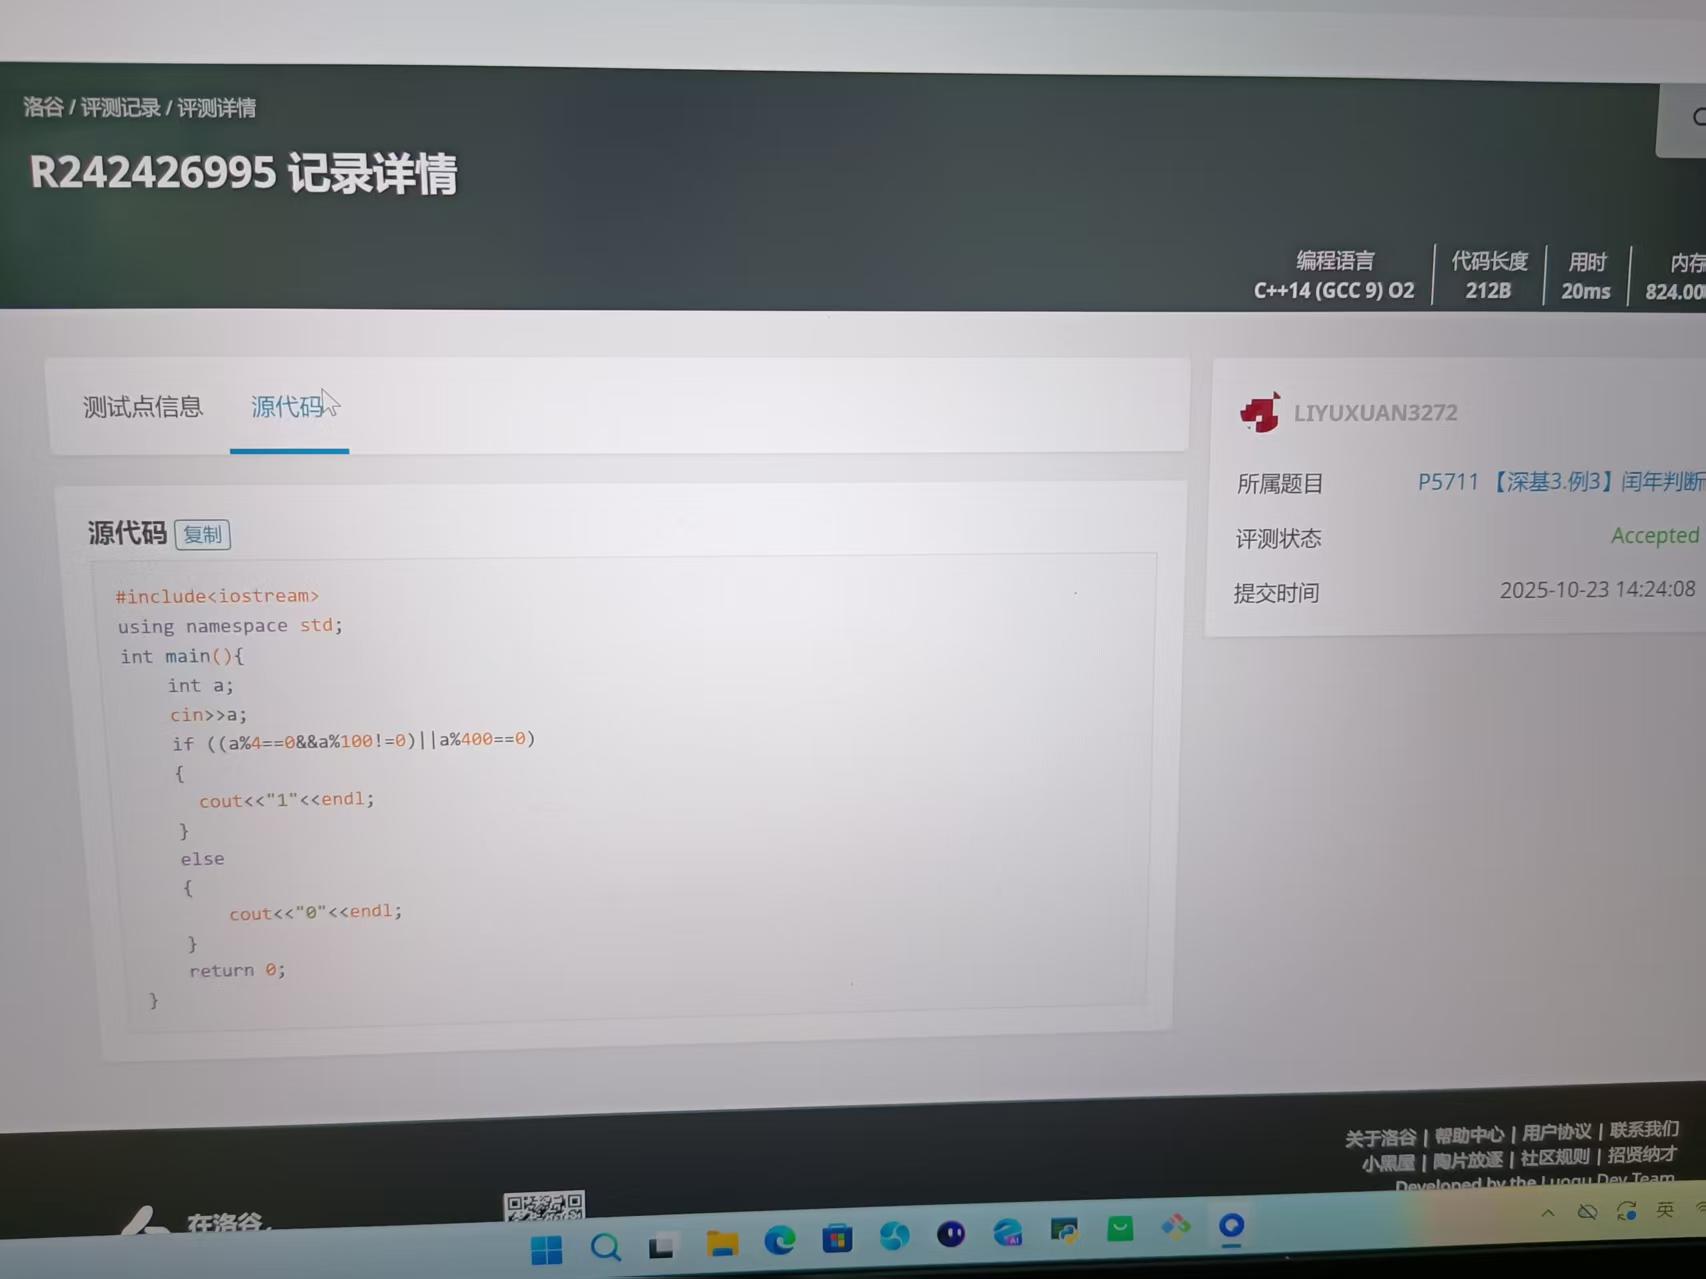 洛谷 / 评测记录 / 评测详情
R242426995 记录详情
编程语言 代码长度 用时 内存
C++14 (GCC 9) O2 212B 20ms 824.00
测试点信息 源代码
LIYUXUAN3272
所属题目 P5711 【深基3.例3】闰年判断
评测状态 Accepted
提交时间 2025-10-23 14:24:08
源代码 复制
#include<iostream>
using namespace std;
int main(){
    int a;
    cin>>a;
    if ((a%4==0&&a%100!=0)||a%400==0)
    {
      cout<<"1"<<endl;
    }
    else
    {
        cout<<"0"<<endl;
    }
    return 0;
}
关于洛谷 | 帮助中心 | 用户协议 | 联系我们
小黑屋 | 陶片放逐 | 社区规则 | 招贤纳才
Developed by the Luogu Dev Team
在洛谷,
英